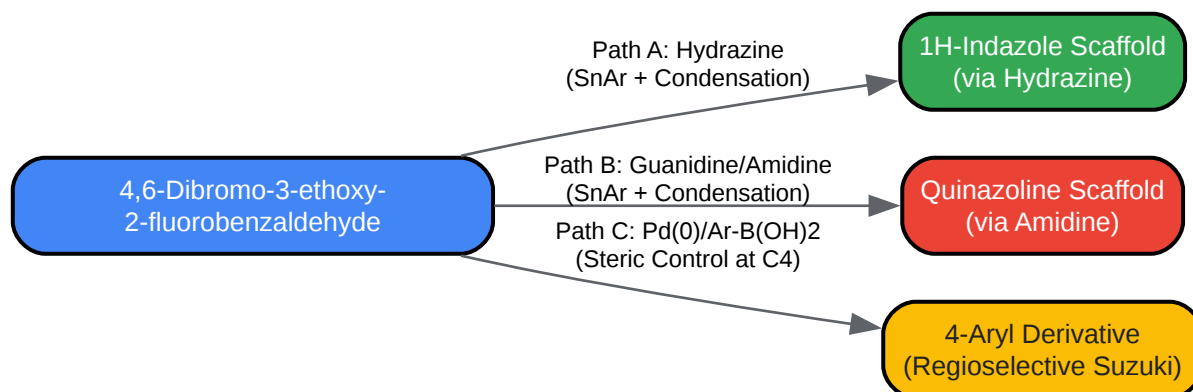 Path A: Hydrazine
(SnAr + Condensation)
1H-Indazole Scaffold
(via Hydrazine)
4,6-Dibromo-3-ethoxy-
2-fluorobenzaldehyde
Path B: Guanidine/Amidine
(SnAr + Condensation)
Quinazoline Scaffold
(via Amidine)
Path C: Pd(0)/Ar-B(OH)2
(Steric Control at C4)
4-Aryl Derivative
(Regioselective Suzuki)